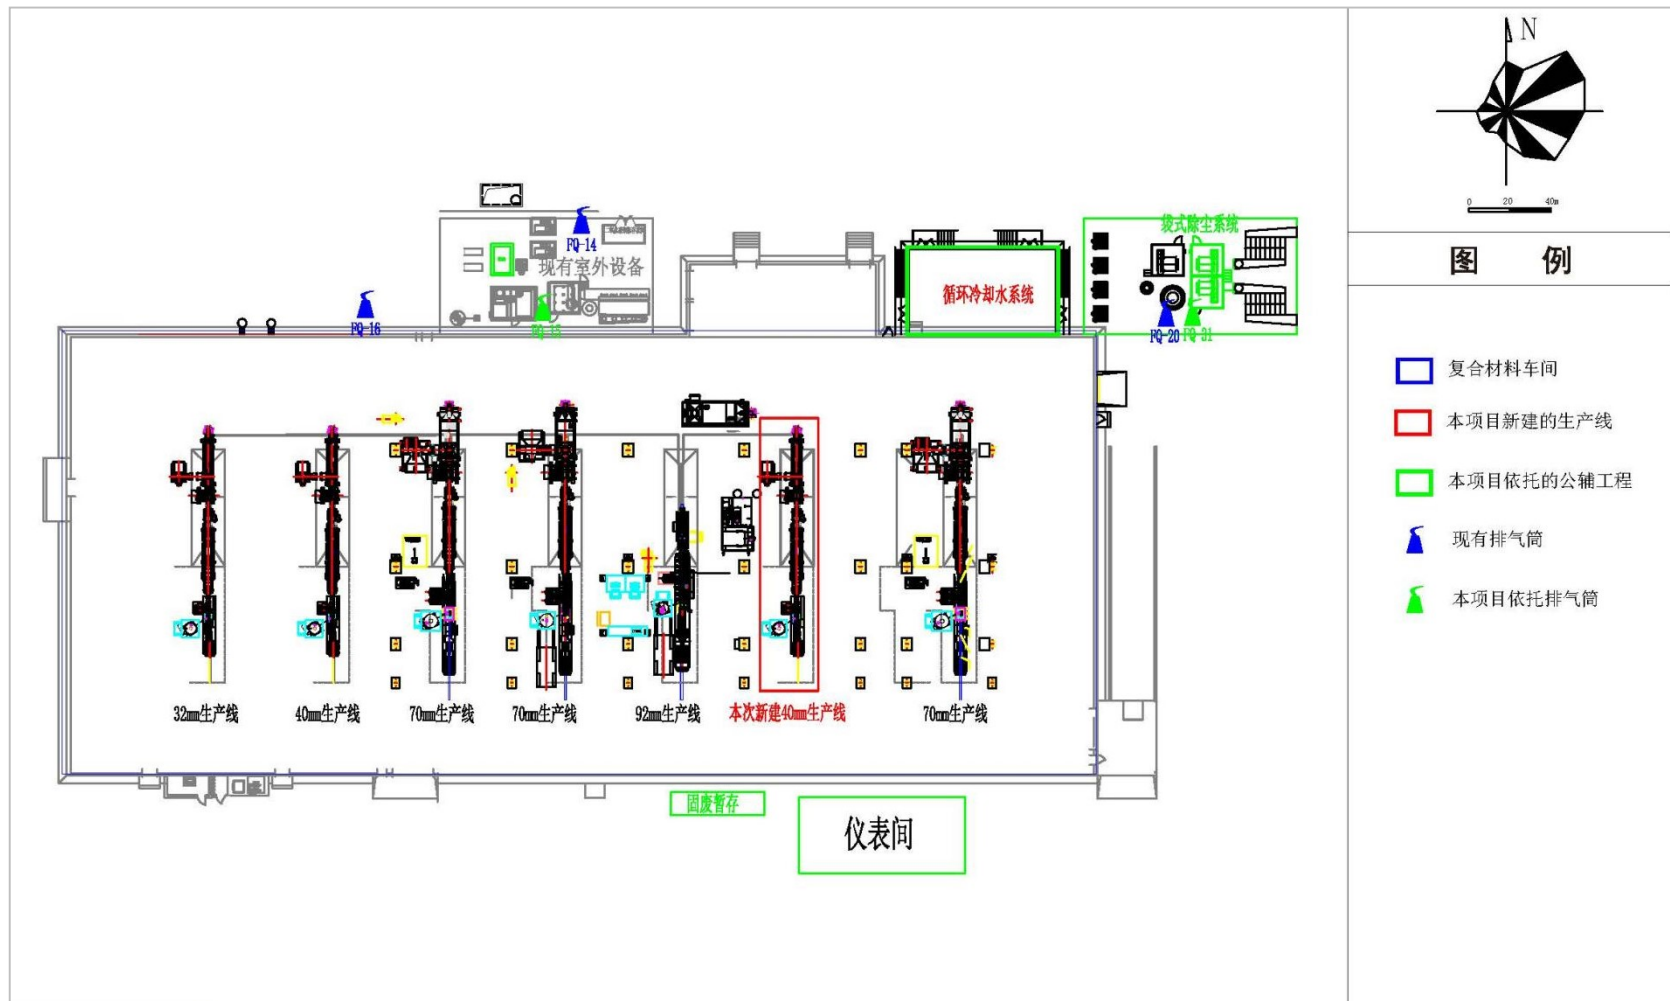 N
0 20 40m
图 例
复合材料车间
本项目新建的生产线
本项目依托的公辅工程
现有排气筒
本项目依托排气筒
袋式除尘系统
FQ-14
现有室外设备
循环冷却水系统
FQ-16
FQ-15
FQ-20
FQ-31
32mm生产线
40mm生产线
70mm生产线
70mm生产线
92mm生产线
本次新建40mm生产线
70mm生产线
固废暂存
仪表间